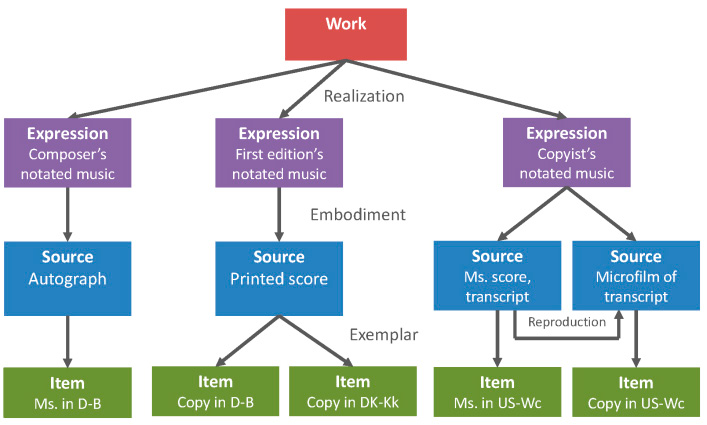 Work
Realization
Expression
Composer's
notated music
Expression
First edition's
notated music
Expression
Copyist's
notated music
Embodiment
Source
Autograph
Source
Printed score
Source
Ms. score,
transcript
Source
Microfilm of
transcript
Reproduction
Exemplar
Item
Ms. in D-B
Item
Copy in D-B
Item
Copy in DK-Kk
Item
Ms. in US-Wc
Item
Copy in US-Wc